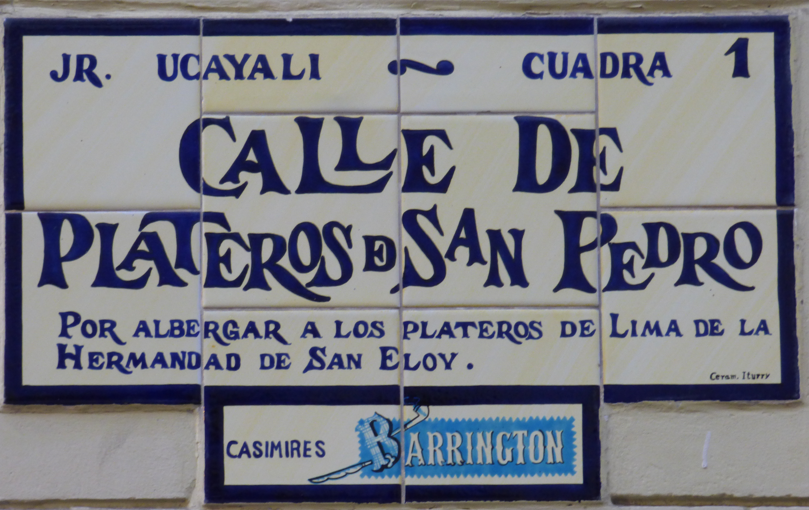 JR. UCAYALI ~ CUADRA 1
CALLE DE
PLATEROS DE SAN PEDRO
POR ALBERGAR A LOS PLATEROS DE LIMA DE LA
HERMANDAD DE SAN ELOY.
Ceram. Iturry
CASIMIRES BARRINGTON